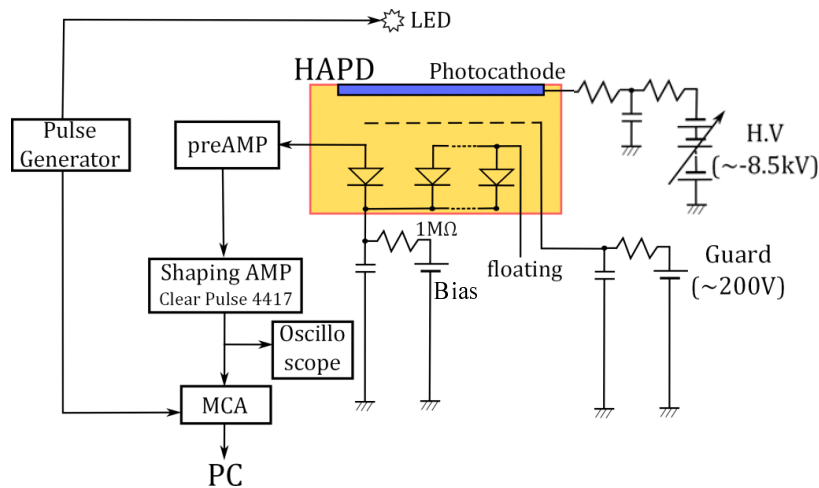 LED
HAPD
Photocathode
Pulse
Generator
preAMP
H.V
(~-8.5kV)
1MΩ
floating
Guard
(~200V)
Shaping AMP
Clear Pulse 4417
Bias
Oscillo
scope
MCA
PC